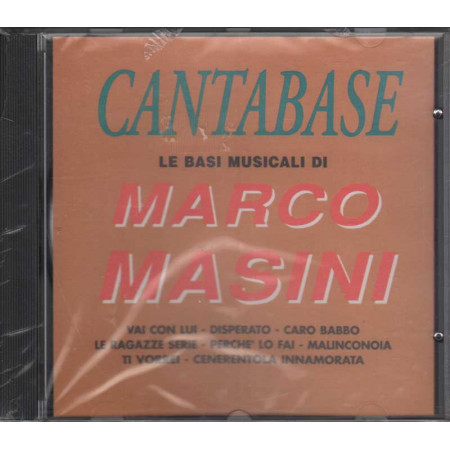 CANTABASE
LE BASI MUSICALI DI
MARCO
MASINI
VAI CON LUI - DISPERATO - CARO BABBO
LE RAGAZZE SERIE - PERCHE' LO FAI - MALINCONOIA
TI VORREI - CENERENTOLA INNAMORATA